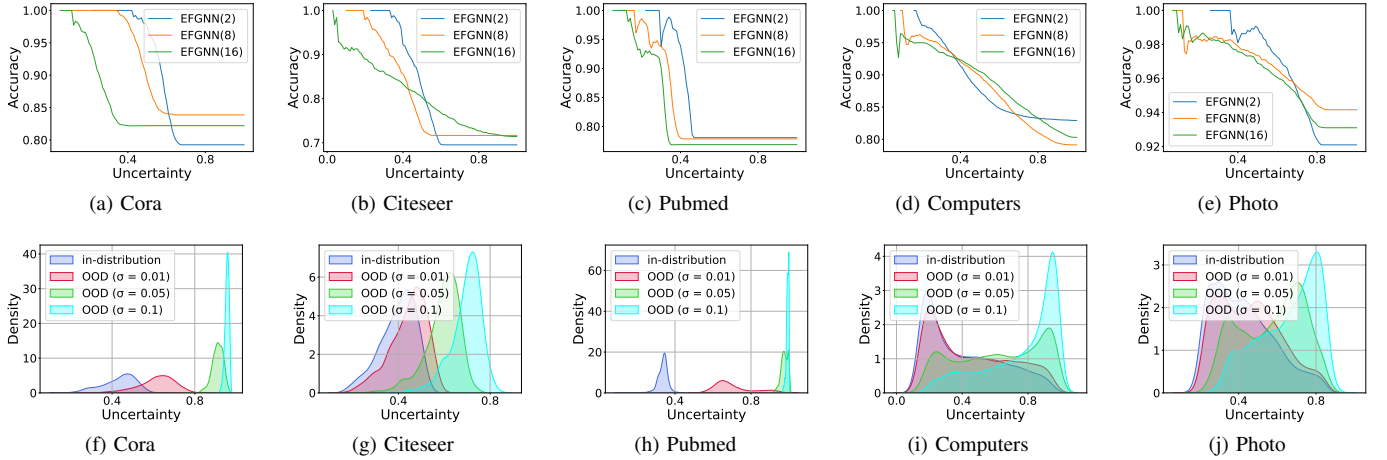 1.00
0.95
0.90
0.85
0.80
Accuracy
0.4
0.8
Uncertainty
EFGNN(2)
EFGNN(8)
EFGNN(16)
(a) Cora
1.0
0.9
0.8
0.7
Accuracy
0.0
0.4
0.8
Uncertainty
EFGNN(2)
EFGNN(8)
EFGNN(16)
(b) Citeseer
1.00
0.95
0.90
0.85
0.80
Accuracy
0.4
0.8
Uncertainty
EFGNN(2)
EFGNN(8)
EFGNN(16)
(c) Pubmed
1.00
0.95
0.90
0.85
0.80
Accuracy
0.4
0.8
Uncertainty
EFGNN(2)
EFGNN(8)
EFGNN(16)
(d) Computers
1.00
0.98
0.96
0.94
0.92
Accuracy
0.4
0.8
Uncertainty
EFGNN(2)
EFGNN(8)
EFGNN(16)
(e) Photo
40
30
20
10
0
Density
0.4
0.8
Uncertainty
in-distribution
OOD (σ = 0.01)
OOD (σ = 0.05)
OOD (σ = 0.1)
(f) Cora
6
4
2
0
Density
0.4
0.8
Uncertainty
in-distribution
OOD (σ = 0.01)
OOD (σ = 0.05)
OOD (σ = 0.1)
(g) Citeseer
60
40
20
0
Density
0.4
0.8
Uncertainty
in-distribution
OOD (σ = 0.01)
OOD (σ = 0.05)
OOD (σ = 0.1)
(h) Pubmed
4
3
2
1
0
Density
0.0
0.4
0.8
Uncertainty
in-distribution
OOD (σ = 0.01)
OOD (σ = 0.05)
OOD (σ = 0.1)
(i) Computers
3
2
1
0
Density
0.4
0.8
Uncertainty
in-distribution
OOD (σ = 0.01)
OOD (σ = 0.05)
OOD (σ = 0.1)
(j) Photo